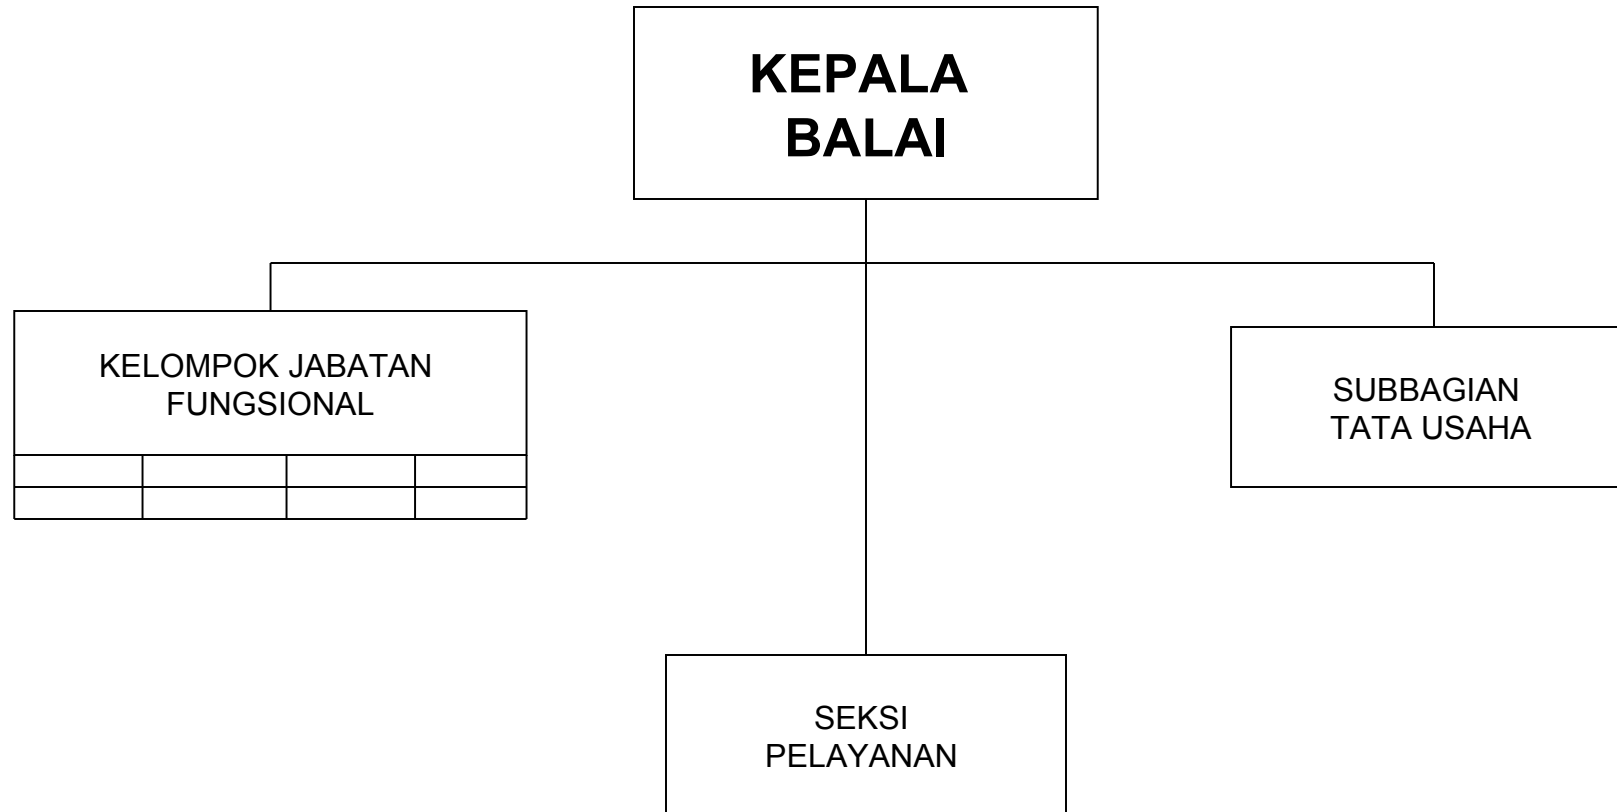 KEPALA
BALAI
KELOMPOK JABATAN
FUNGSIONAL
SUBBAGIAN
TATA USAHA
SEKSI
PELAYANAN